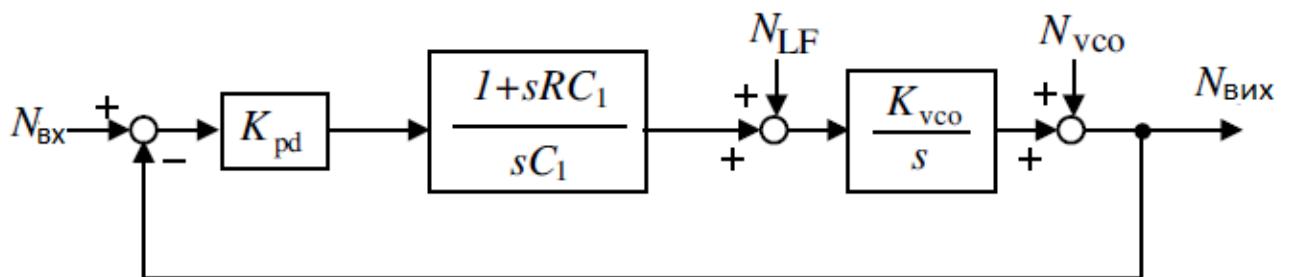 N_LF
N_vco
N_вх
+
−
K_pd
1+sRC_1
sC_1
+
+
K_vco
s
+
+
N_вих